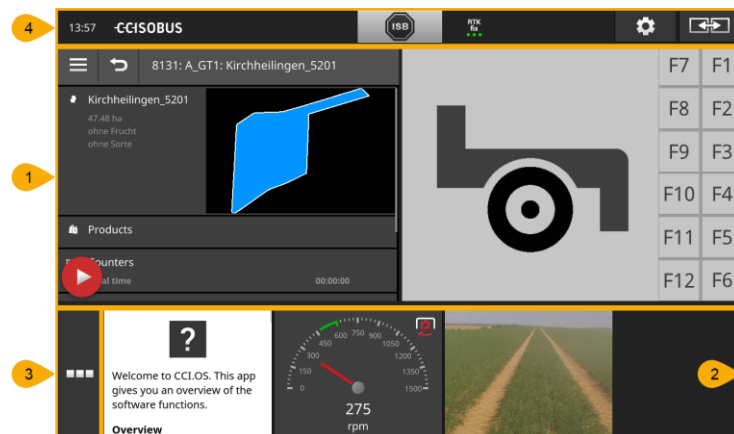 4
13:57
CCISOBUS
ISB
RTK
fix
8131: A_GT1: Kirchheilingen_5201
F7 F1
Kirchheilingen_5201
47.48 ha
ohne Frucht
ohne Sorte
F8 F2
F9 F3
1
F10 F4
Products
F11 F5
Counters
00:00:00
F12 F6
?
Welcome to CCI.OS. This app
gives you an overview of the
software functions.
Overview
0 150 300 450 600 750 900 1050 1200 1350 1500
275
rpm
3
2